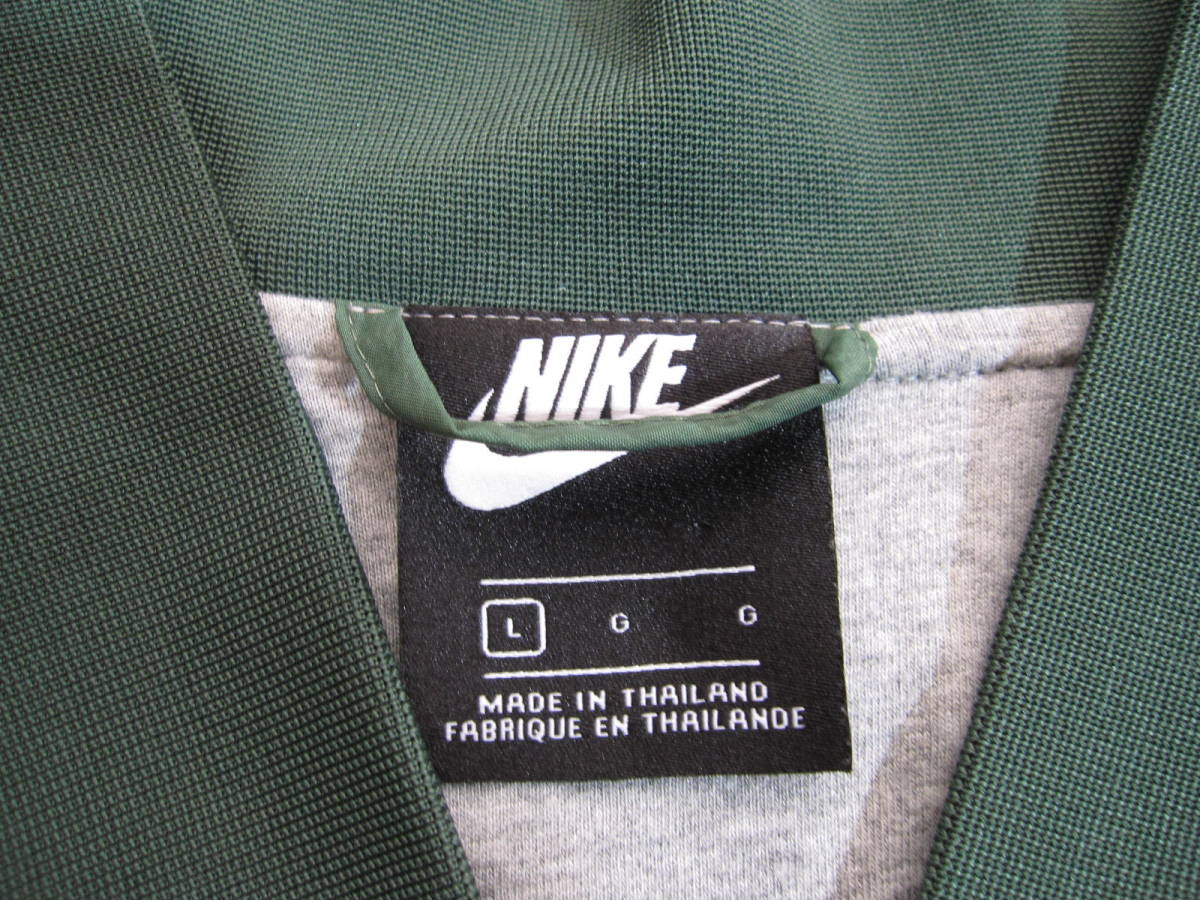 NIKE
L G G
MADE IN THAILAND
FABRIQUE EN THAILANDE